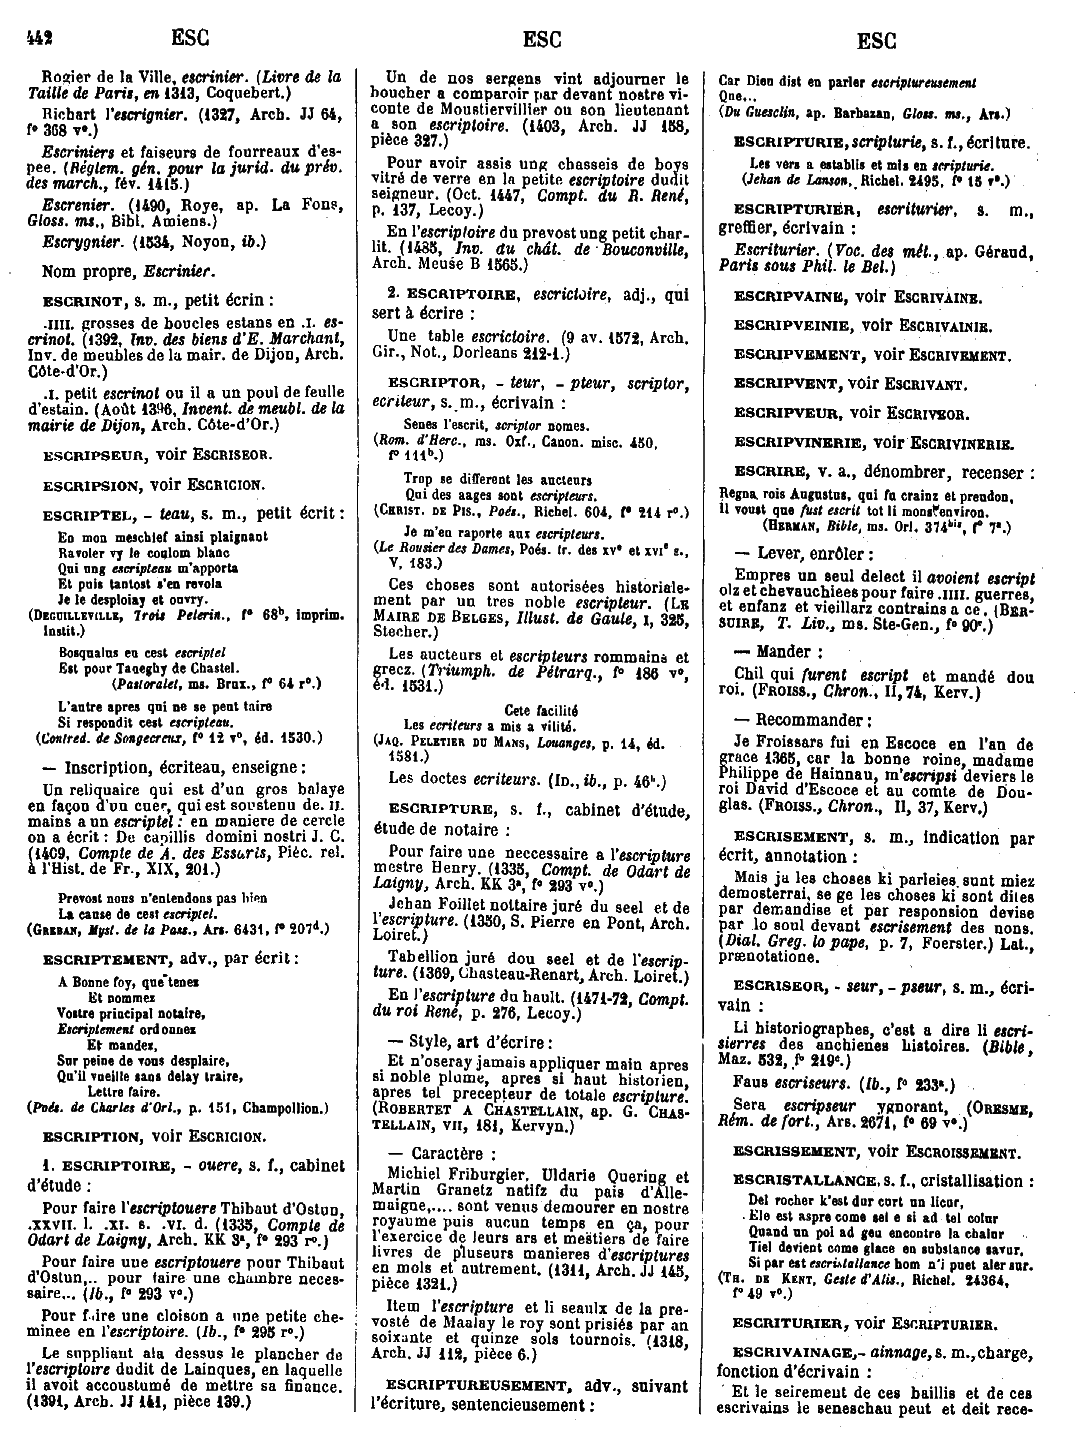 442 ESC ESC ESC
Rogier de la Ville, escrinier. (Livre de la
Taille de Paris, en 1313, Coquebert.)
Richart l'escrignier. (1327, Arch. JJ 64,
f° 368 v°.)
Escriniers et faiseurs de fourreaux d'es-
pee. (Réglem. gén. pour la jurid. du prév.
des march., fév. 1415.)
Escrenier. (1490, Roye, ap. La Fons,
Gloss. ms., Bibl. Amiens.)
Escrygnier. (1534, Noyon, ib.)
Nom propre, Escrinier.
ESCRINOT, s. m., petit écrin :
.IIII. grosses de boucles estans en .I. es-
crinot. (1392, Inv. des biens d'E. Marchant,
Inv. de meubles de la mair. de Dijon, Arch.
Côte-d'Or.)
.I. petit escrinot ou il a un poul de feulle
d'estain. (Août 1396, Invent. de meubl. de la
mairie de Dijon, Arch. Côte-d'Or.)
ESCRIPSEUR, voir ESCRISEOR.
ESCRIPSION, voir ESCRICION.
ESCRIPTEL, - teau, s. m., petit écrit :
En mon meschief ainsi plaignant
Ravoler vy le coulom blanc
Qui ung escripteau m'apporta
Et puis tantost s'en revola
Je le desploiay et ouvry.
(DEGUILLEVILLE, Trois Pelerin., f° 68b, imprim.
Instit.)
Bosqualus eu cest escriptel
Est pour Taneghy de Chastel.
(Pastoralet, ms. Brux., f° 64 r°.)
L'autre apres qui ne se peut taire
Si respondit cest escripteau.
(Contred. de Songecreux, f° 12 v°, éd. 1530.)
— Inscription, écriteau, enseigne :
Un reliquaire qui est d'un gros balaye
en façon d'un cuer, qui est soustenu de. II.
mains a un escriptel : en maniere de cercle
on a écrit : De capillis domini nostri J. C.
(1409, Compte de A. des Essaris, Pièc. rel.
à l'Hist. de Fr., XIX, 201.)
Prevost nous n'entendons pas bien
La cause de cest escriptel.
(GREBAN, Myst. de la Pass., Ars. 6431, f° 207d.)
ESCRIPTEMENT, adv., par écrit :
A Bonne foy, que tenez
Et nommez
Vostre principal notaire,
Escriptement ordonnez
Et mandez,
Sur peine de vous desplaire,
Qu'il vueille sans delay traire,
Lettre faire.
(Poés. de Charles d'Orl., p. 151, Champollion.)
ESCRIPTION, voir ESCRICION.
1. ESCRIPTOIRE, - ouere, s. f., cabinet
d'étude :
Pour faire l'escriptouere Thibaut d'Ostun,
.XXVII. l. .XI. s. .VI. d. (1335, Compte de
Odart de Laigny, Arch. KK 3a, f° 293 r°.)
Pour faire une escriptouere pour Thibaut
d'Ostun,.. pour faire une chambre neces-
saire... (Ib., f° 293 v°.)
Pour faire une cloison a une petite che-
minee en l'escriptoire. (Ib., f° 295 r°.)
Le suppliant ala dessus le plancher de
l'escriptoire dudit de Lainques, en laquelle
il avoit accoustumé de mettre sa finance.
(1391, Arch. JJ 141, pièce 139.)
Un de nos sergens vint adjourner le
boucher a comparoir par devant nostre vi-
conte de Moustiervillier ou son lieutenant
a son escriptoire. (1403, Arch. JJ 158,
pièce 327.)
Pour avoir assis ung chasseis de boys
vitré de verre en la petite escriptoire dudit
seigneur. (Oct. 1447, Compt. du R. René,
p. 137, Lecoy.)
En l'escriptoire du prevost ung petit char-
lit. (1485, Inv. du chât. de Bouconville,
Arch. Meuse B 1565.)
2. ESCRIPTOIRE, escrictoire, adj., qui
sert à écrire :
Une table escrictoire. (9 av. 1572, Arch.
Gir., Not., Dorleans 212-1.)
ESCRIPTOR, - teur, - pteur, scriptor,
ecriteur, s. m., écrivain :
Senes l'escrit, scriptor nomes.
(Rom. d'Herc., ms. Oxf., Canon. misc. 450,
f° 111b.)
Trop se different les aucteurs
Qui des aages sont escripteurs.
(CHRIST. DE PIS., Poés., Richel. 604, f° 214 r°.)
Je m'en raporte aux escripteurs.
(Le Rousier des Dames, Poés. fr. des xve et xvie s.,
V, 183.)
Ces choses sont autorisées historiale-
ment par un tres noble escripteur. (LE
MAIRE DE BELGES, Illust. de Gaule, I, 325,
Stecher.)
Les aucteurs et escripteurs rommains et
grecz. (Triumph. de Pétrarq., f° 186 v°,
éd. 1531.)
Cete facilité
Les ecriteurs a mis a vilité.
(JAQ. PELETIER DU MANS, Louanges, p. 14, éd.
1581.)
Les doctes ecriteurs. (ID., ib., p. 46b.)
ESCRIPTURE, s. f., cabinet d'étude,
étude de notaire :
Pour faire une neccessaire a l'escripture
mestre Henry. (1335, Compt. de Odart de
Laigny, Arch. KK 3a, f° 293 v°.)
Jehan Foillet nottaire juré du seel et de
l'escripture. (1350, S. Pierre en Pont, Arch.
Loiret.)
Tabellion juré dou seel et de l'escrip-
ture. (1369, Chasteau-Renart, Arch. Loiret.)
En l'escripture du hault. (1471-72, Compt.
du roi René, p. 276, Lecoy.)
— Style, art d'écrire :
Et n'oseray jamais appliquer main apres
si noble plume, apres si haut historien,
apres tel precepteur de totale escripture.
(ROBERTET A CHASTELLAIN, ap. G. CHAS-
TELLAIN, VII, 181, Kervyn.)
— Caractère :
Michiel Friburgier, Uldarie Quering et
Martin Granetz natifz du pais d'Alle-
maigne,.... sont venus demourer en nostre
royaume puis aucun temps en ça, pour
l'exercice de leurs ars et mestiers de faire
livres de pluseurs manieres d'escriptures
en mols et autrement. (1311, Arch. JJ 145,
pièce 1321.)
Item l'escripture et li seaulx de la pre-
vosté de Maalay le roy sont prisiés par an
soixante et quinze sols tournois. (1318,
Arch. JJ 112, pièce 6.)
ESCRIPTUREUSEMENT, adv., suivant
l'écriture, sentencieusement :
Car Dieu dist en parler escriptureusement
Que,..
(Du Guesclin, ap. Barbazan, Gloss. ms., Ars.)
ESCRIPTURIE, scripturie, s. f., écriture.
Les vers a establis et mis en scripturie.
(Jehan de Lanson, Richel. 2495, f° 15 v°.)
ESCRIPTURIER, escriturier, s. m.,
greffier, écrivain :
Escriturier. (Voc. des mét., ap. Géraud,
Paris sous Phil. le Bel.)
ESCRIPVAINE, voir ESCRIVAINE.
ESCRIPVEINIE, voir ESCRIVAINIE.
ESCRIPVEMENT, voir ESCRIVEMENT.
ESCRIPVENT, voir ESCRIVANT.
ESCRIPVEUR, voir ESCRIVEOR.
ESCRIPVINERIE, voir ESCRIVINERIE.
ESCRIRE, v. a., dénombrer, recenser :
Regna rois Augustus, qui fu crainz et preudon,
Il voust que fust escrit tot li mons environ.
(HERMAN, Bible, ms. Orl. 374bis, f° 7a.)
— Lever, enrôler :
Empres un seul delect il avoient escript
olz et chevauchiees pour faire .IIII. guerres,
et enfanz et vieillarz contrains a ce. (BER-
SUIRE, T. Liv., ms. Ste-Gen., f° 90r.)
— Mander :
Chil qui furent escript et mandé dou
roi. (FROISS., Chron., II, 74, Kerv.)
— Recommander :
Je Froissars fui en Escoce en l'an de
grace 1365, car la bonne roine, madame
Philippe de Hainnau, m'escripsi deviers le
roi David d'Escoce et au comte de Dou-
glas. (FROISS., Chron., II, 37, Kerv.)
ESCRISEMENT, s. m., indication par
écrit, annotation :
Mais ja les choses ki parleies sunt miez
demosterrai, se ge les choses ki sont dites
par demandise et par responsion devise
par lo soul devant escrisement des nons.
(Dial. Greg. lo pape, p. 7, Foerster.) Lat.,
prænotatione.
ESCRISEOR, - seur, - pseur, s. m., écri-
vain :
Li historiographes, c'est a dire li escri-
sierres des anchienes histoires. (Bible,
Maz. 532, f° 219c.)
Faus escriseurs. (Ib., f° 233a.)
Sera escripseur ygnorant, (ORESME,
Rém. de fort., Ars. 2671, f° 69 v°.)
ESCRISSEMENT, voir ESCROISSEMENT.
ESCRISTALLANCE, s. f., cristallisation :
Del rocher k'est dur cort un licur,
Ele est aspre come sel e si ad tel colur
Quand un poi ad geu encontre la chalur
Tiel devient come glace en substance savur,
Si par est escristallance hom n'i puet aler sur.
(TH. DE KENT, Geste d'Alis., Richel. 24364,
f° 49 v°.)
ESCRITURIER, voir ESCRIPTURIER.
ESCRIVAINAGE, - ainnage, s. m., charge,
fonction d'écrivain :
Et le seirement de ces baillis et de ces
escrivains le seneschau peut et deit rece-